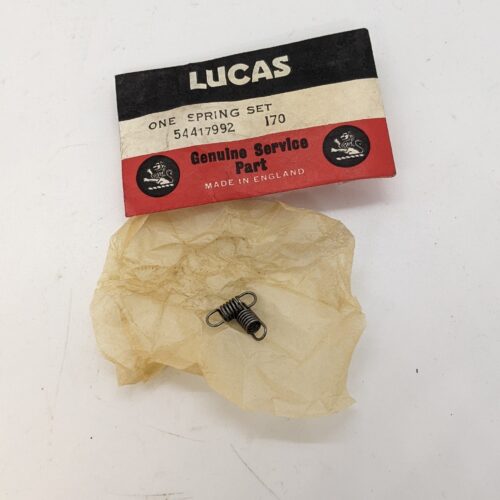 LUCAS
ONE SPRING SET
54417992 170
Genuine Service
Part
MADE IN ENGLAND